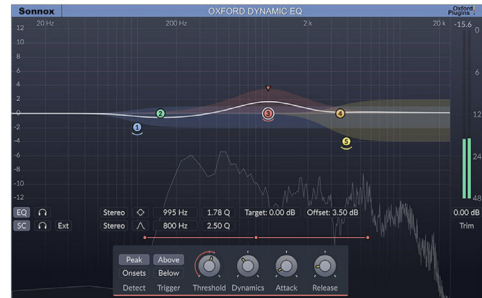 Sonnox OXFORD DYNAMIC EQ Oxford Plugins
20 Hz 200 Hz 2 k 20 k -15.6
12 0
10
8
6 6
4
2
0 12
-2
-4
-6 24
-8
-10
-12 48
1 2 3 4 5
EQ Stereo 995 Hz 1.78 Q Target: 0.00 dB Offset: 3.50 dB 0.00 dB
SC Ext Stereo 800 Hz 2.50 Q Trim
Peak Above
Onsets Below
Detect Trigger Threshold Dynamics Attack Release